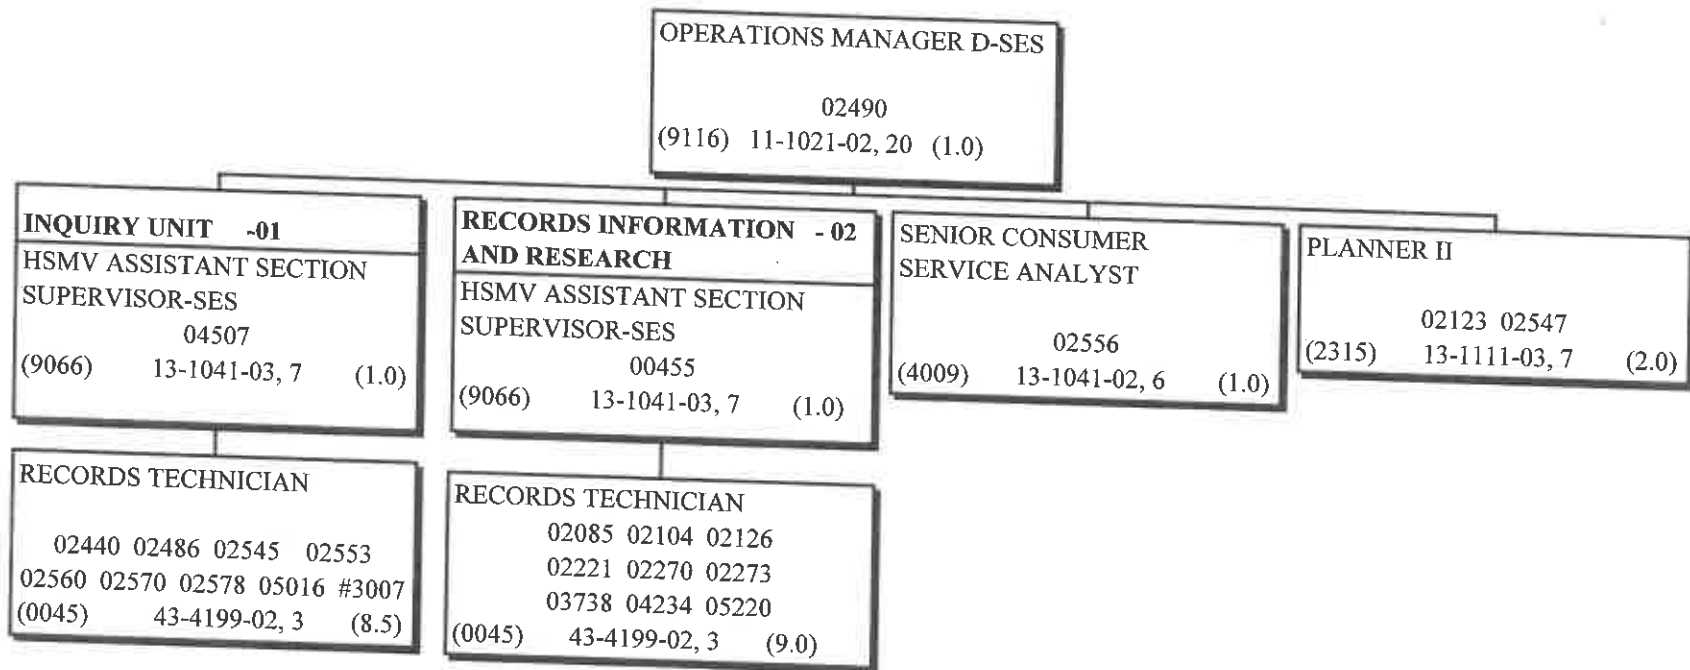 OPERATIONS MANAGER D-SES
02490
(9116) 11-1021-02, 20 (1.0)
INQUIRY UNIT -01
HSMV ASSISTANT SECTION
SUPERVISOR-SES
04507
(9066) 13-1041-03, 7 (1.0)
RECORDS INFORMATION - 02
AND RESEARCH
HSMV ASSISTANT SECTION
SUPERVISOR-SES
00455
(9066) 13-1041-03, 7 (1.0)
SENIOR CONSUMER
SERVICE ANALYST
02556
(4009) 13-1041-02, 6 (1.0)
PLANNER II
02123 02547
(2315) 13-1111-03, 7 (2.0)
RECORDS TECHNICIAN
02440 02486 02545 02553
02560 02570 02578 05016 #3007
(0045) 43-4199-02, 3 (8.5)
RECORDS TECHNICIAN
02085 02104 02126
02221 02270 02273
03738 04234 05220
(0045) 43-4199-02, 3 (9.0)